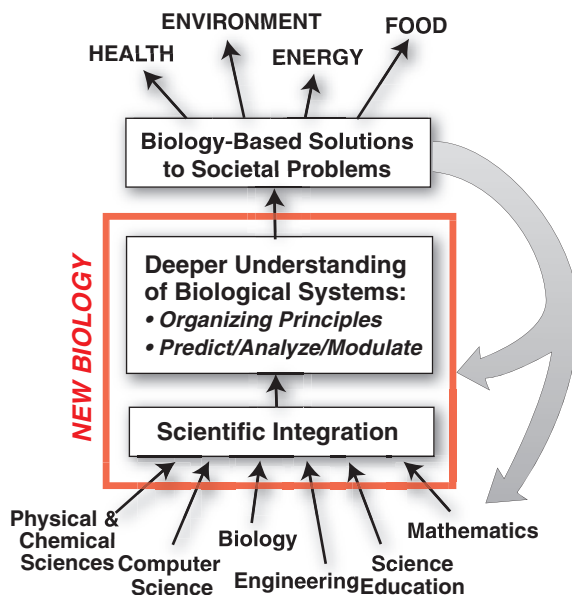 ENVIRONMENT
FOOD
HEALTH
ENERGY
Biology-Based Solutions
to Societal Problems
NEW BIOLOGY
Deeper Understanding
of Biological Systems:
• Organizing Principles
• Predict/Analyze/Modulate
Scientific Integration
Physical &
Chemical
Sciences
Computer
Science
Biology
Engineering
Science
Education
Mathematics